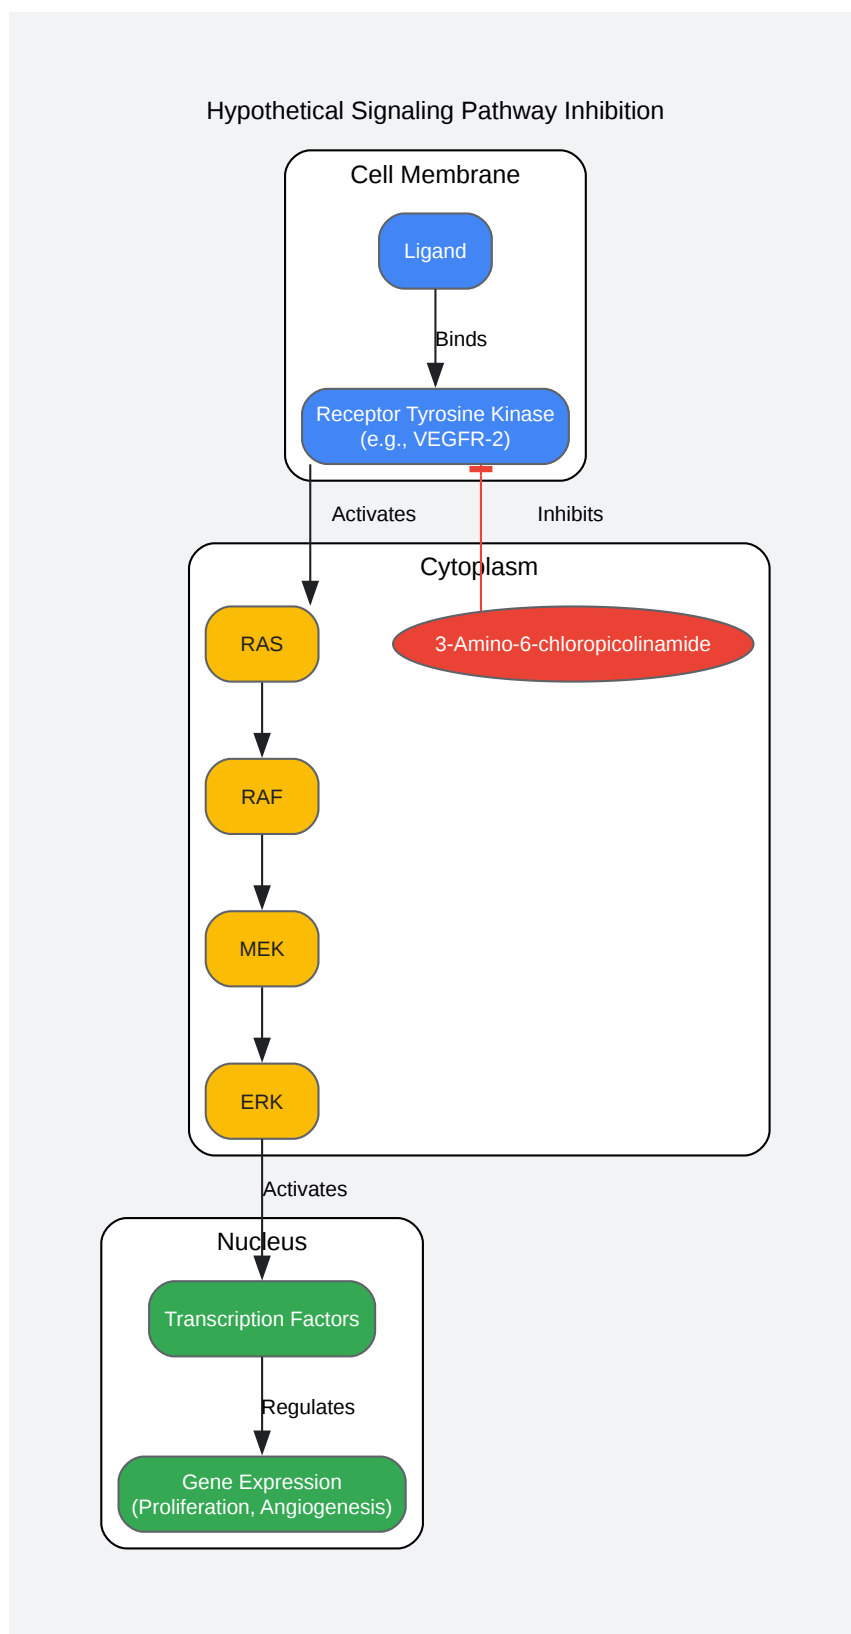 Hypothetical Signaling Pathway Inhibition
Cell Membrane
Ligand
Binds
Receptor Tyrosine Kinase
(e.g., VEGFR-2)
Activates
Inhibits
Cytoplasm
RAS
3-Amino-6-chloropicolinamide
RAF
MEK
ERK
Activates
Nucleus
Transcription Factors
Regulates
Gene Expression
(Proliferation, Angiogenesis)